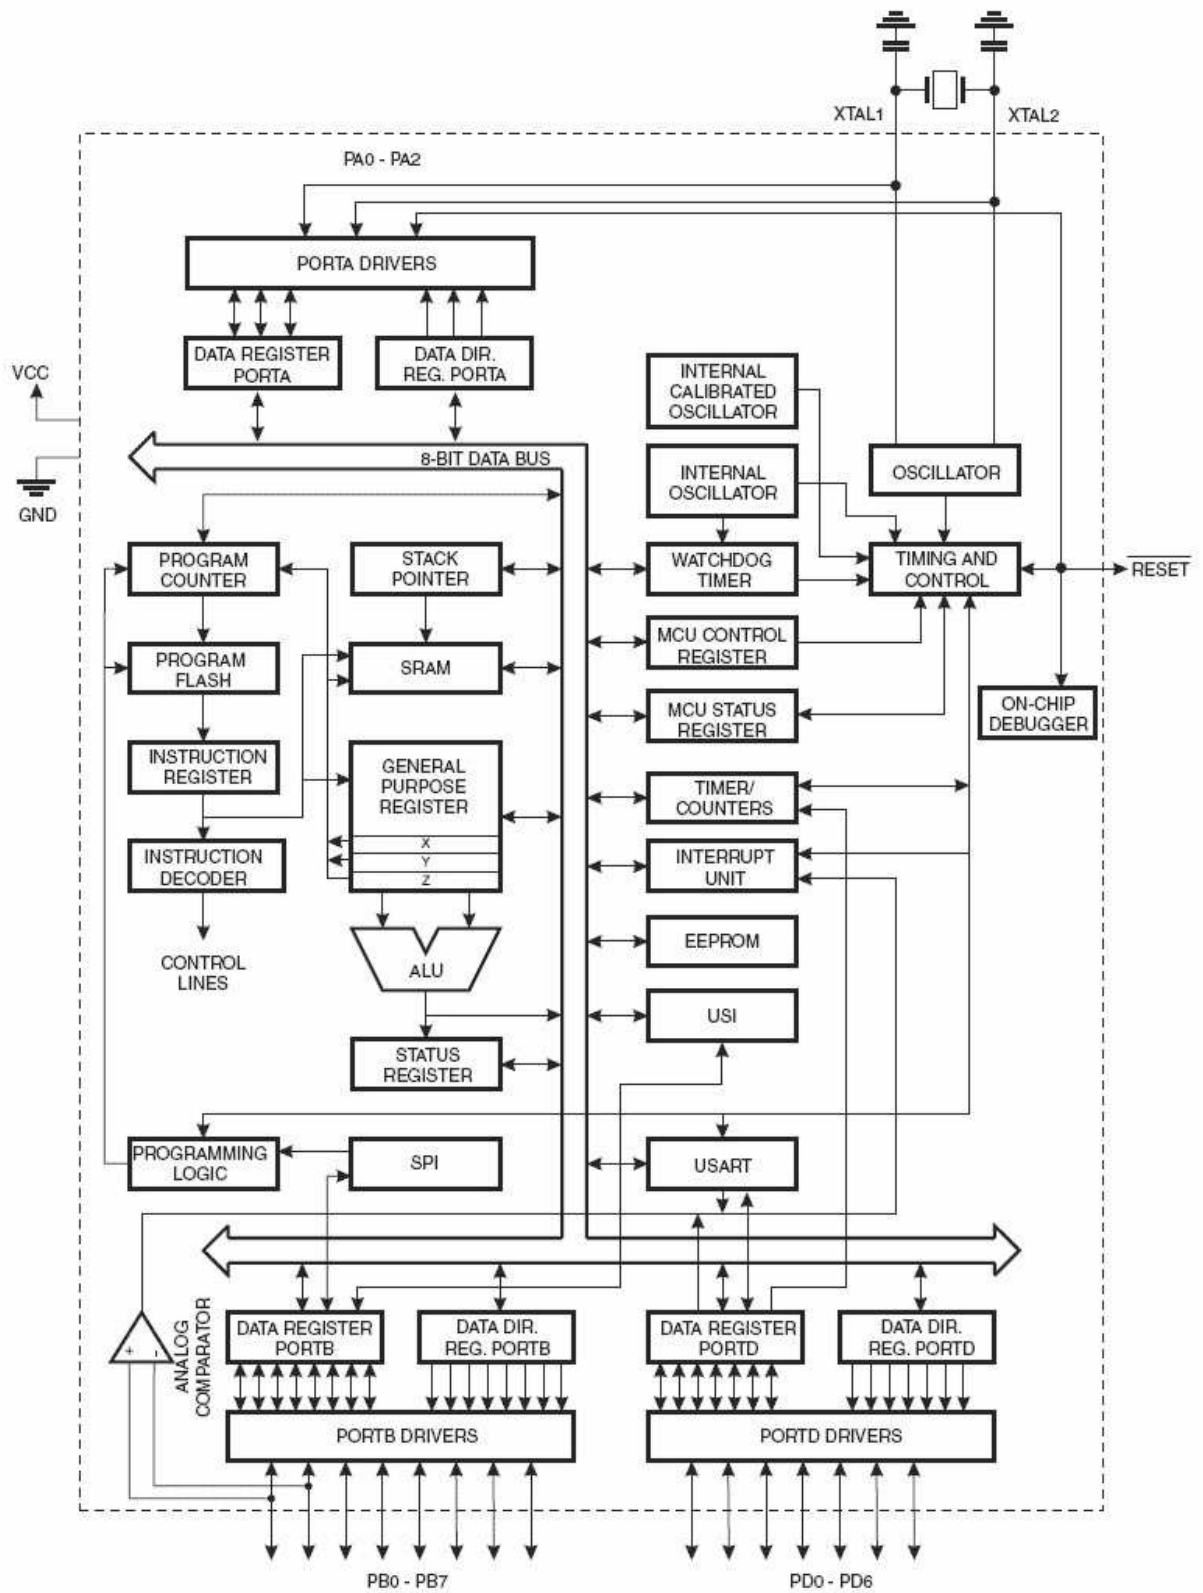 XTAL1
XTAL2
PA0 - PA2
PORTA DRIVERS
DATA REGISTER
PORTA
DATA DIR.
REG. PORTA
VCC
GND
8-BIT DATA BUS
INTERNAL
CALIBRATED
OSCILLATOR
INTERNAL
OSCILLATOR
OSCILLATOR
PROGRAM
COUNTER
STACK
POINTER
WATCHDOG
TIMER
TIMING AND
CONTROL
RESET
PROGRAM
FLASH
SRAM
MCU CONTROL
REGISTER
MCU STATUS
REGISTER
ON-CHIP
DEBUGGER
INSTRUCTION
REGISTER
GENERAL
PURPOSE
REGISTER
X
Y
Z
TIMER/
COUNTERS
INSTRUCTION
DECODER
INTERRUPT
UNIT
CONTROL
LINES
ALU
EEPROM
USI
STATUS
REGISTER
PROGRAMMING
LOGIC
SPI
USART
ANALOG
COMPARATOR
+
-
DATA REGISTER
PORTB
DATA DIR.
REG. PORTB
DATA REGISTER
PORTD
DATA DIR.
REG. PORTD
PORTB DRIVERS
PORTD DRIVERS
PB0 - PB7
PD0 - PD6